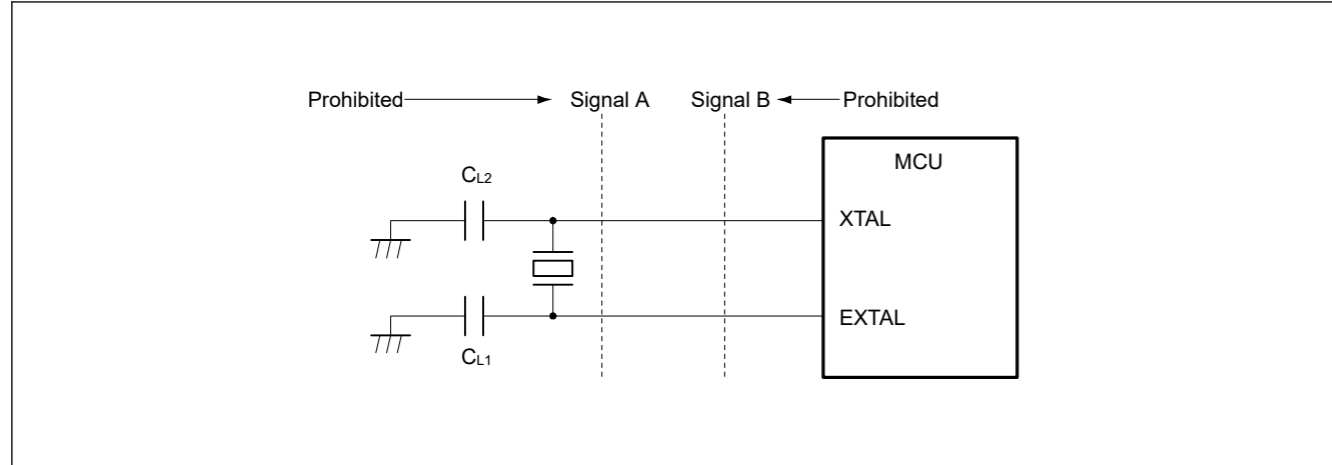 Prohibited Signal A Signal B Prohibited
MCU
CL2
XTAL
EXTAL
CL1